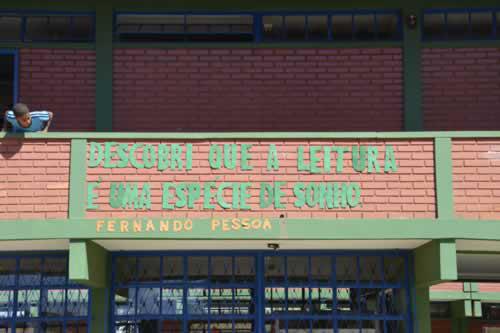 DESCOBRI QUE A LEITURA
É UMA ESPÉCIE DE SONHO.
FERNANDO PESSOA